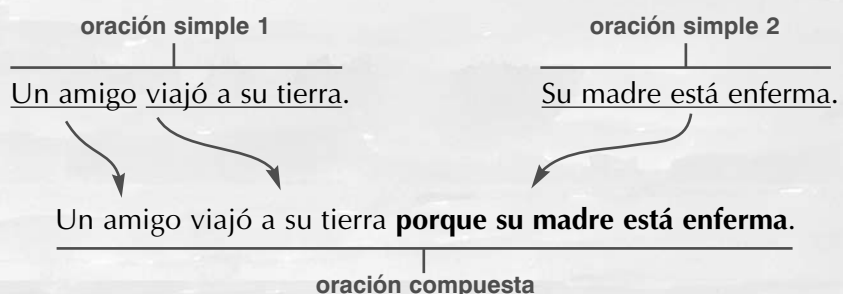 oración simple 1
oración simple 2
Un amigo viajó a su tierra.
Su madre está enferma.
Un amigo viajó a su tierra porque su madre está enferma.
oración compuesta